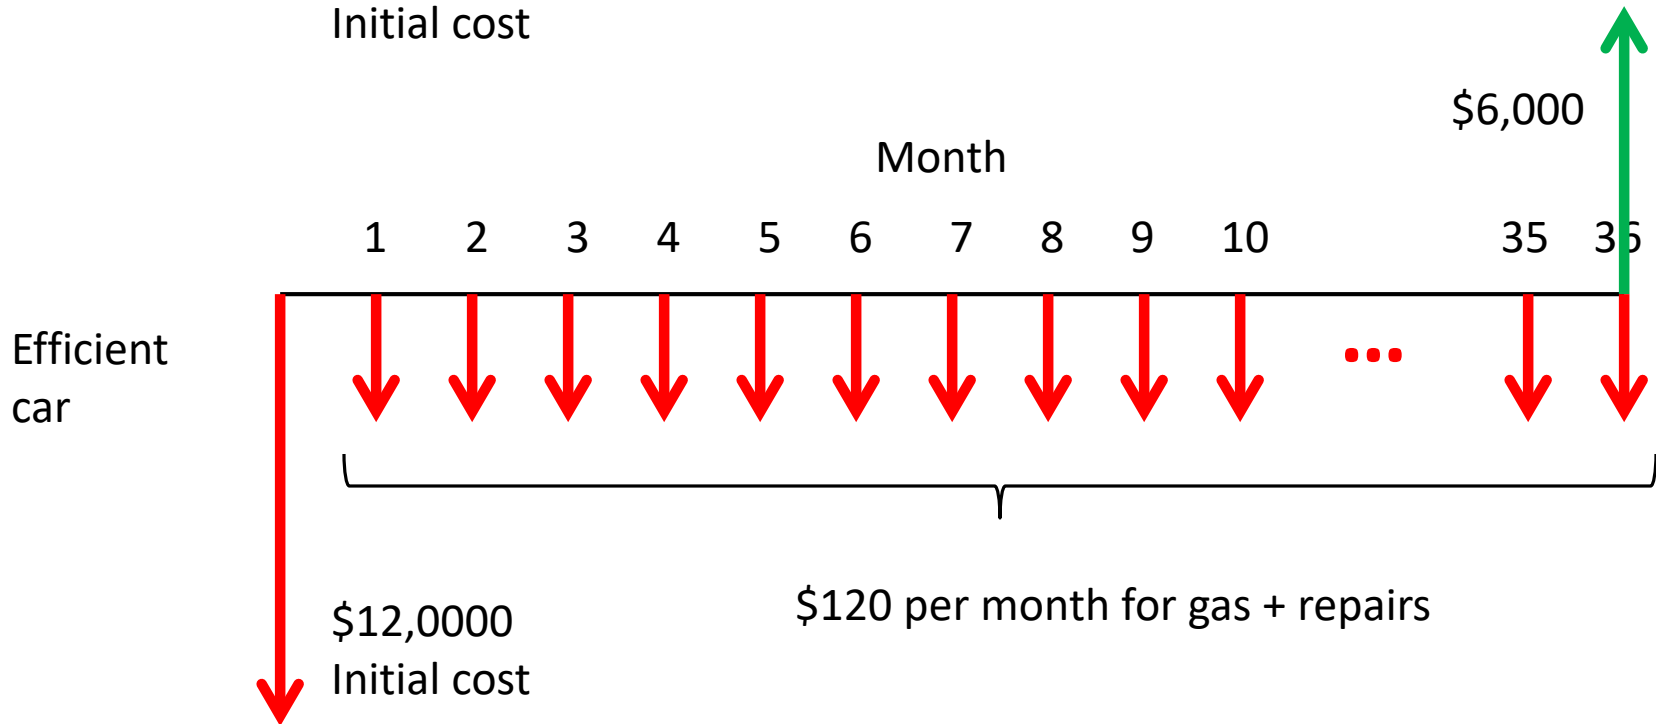 Initial cost
$6,000
Month
1 2 3 4 5 6 7 8 9 10 35 36
Efficient
car
...
$120 per month for gas + repairs
$12,0000
Initial cost